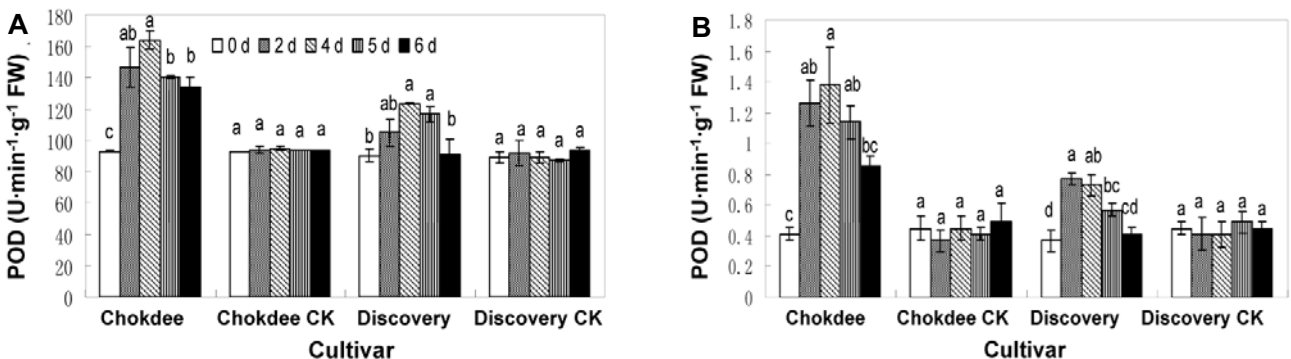 A
POD (U·min⁻¹·g⁻¹ FW)
180
160
140
120
100
80
60
40
20
0
0 d 2 d 4 d 5 d 6 d
c ab a b b
a a a a a
b ab a a b
a a a a a
Chokdee Chokdee CK Discovery Discovery CK
Cultivar
B
POD (U·min⁻¹·g⁻¹ FW)
1.8
1.6
1.4
1.2
1
0.8
0.6
0.4
0.2
0
c ab a ab bc
a a a a a
d a ab bc cd
a a a a a
Chokdee Chokdee CK Discovery Discovery CK
Cultivar